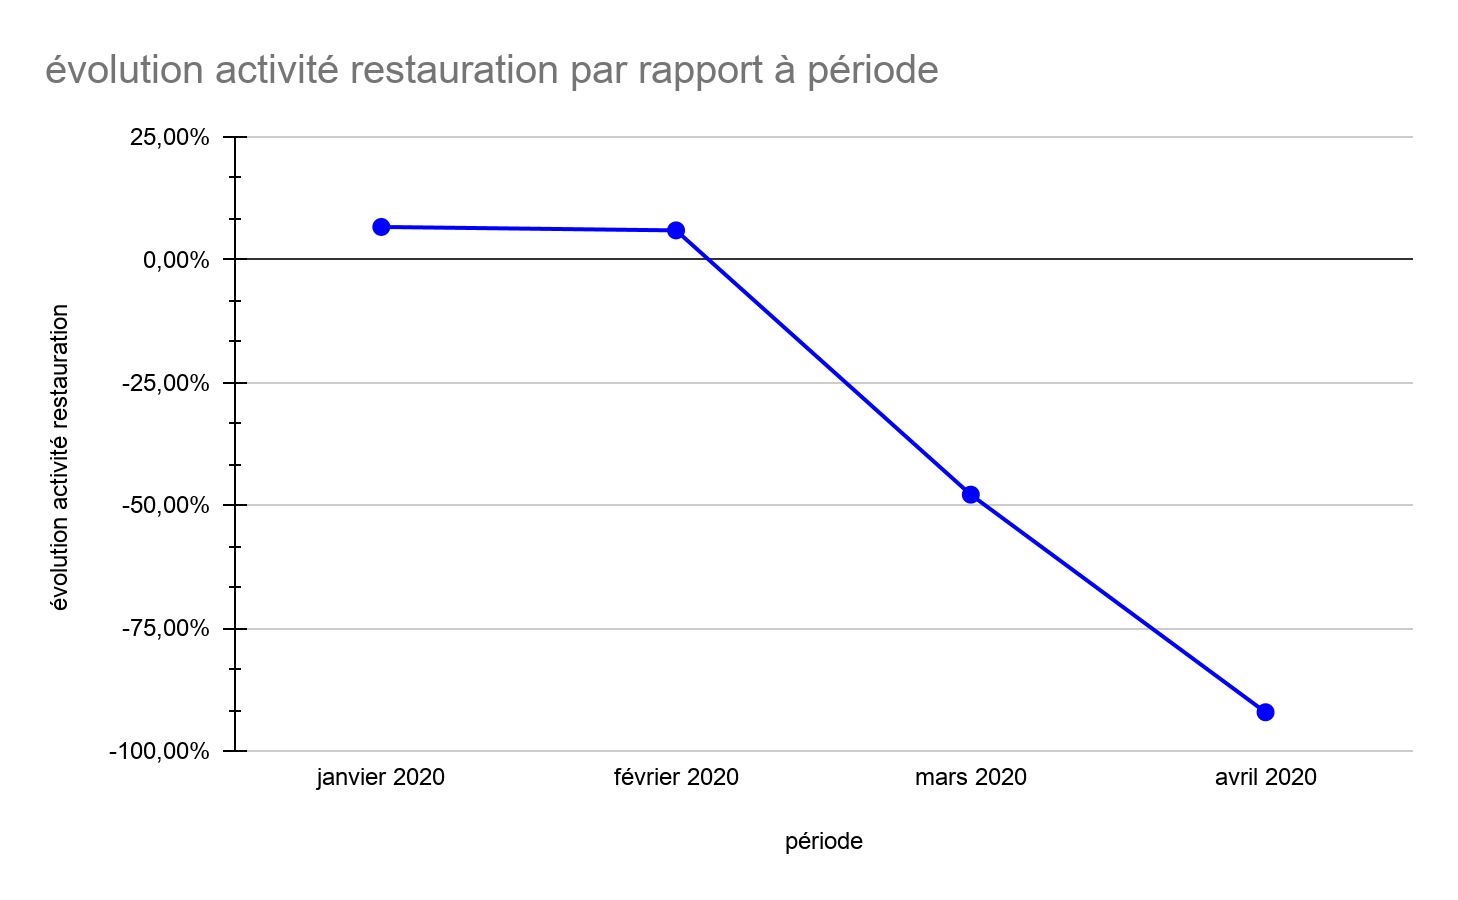 évolution activité restauration par rapport à période
25,00%
0,00%
-25,00%
-50,00%
-75,00%
-100,00%
évolution activité restauration
janvier 2020
février 2020
mars 2020
avril 2020
période